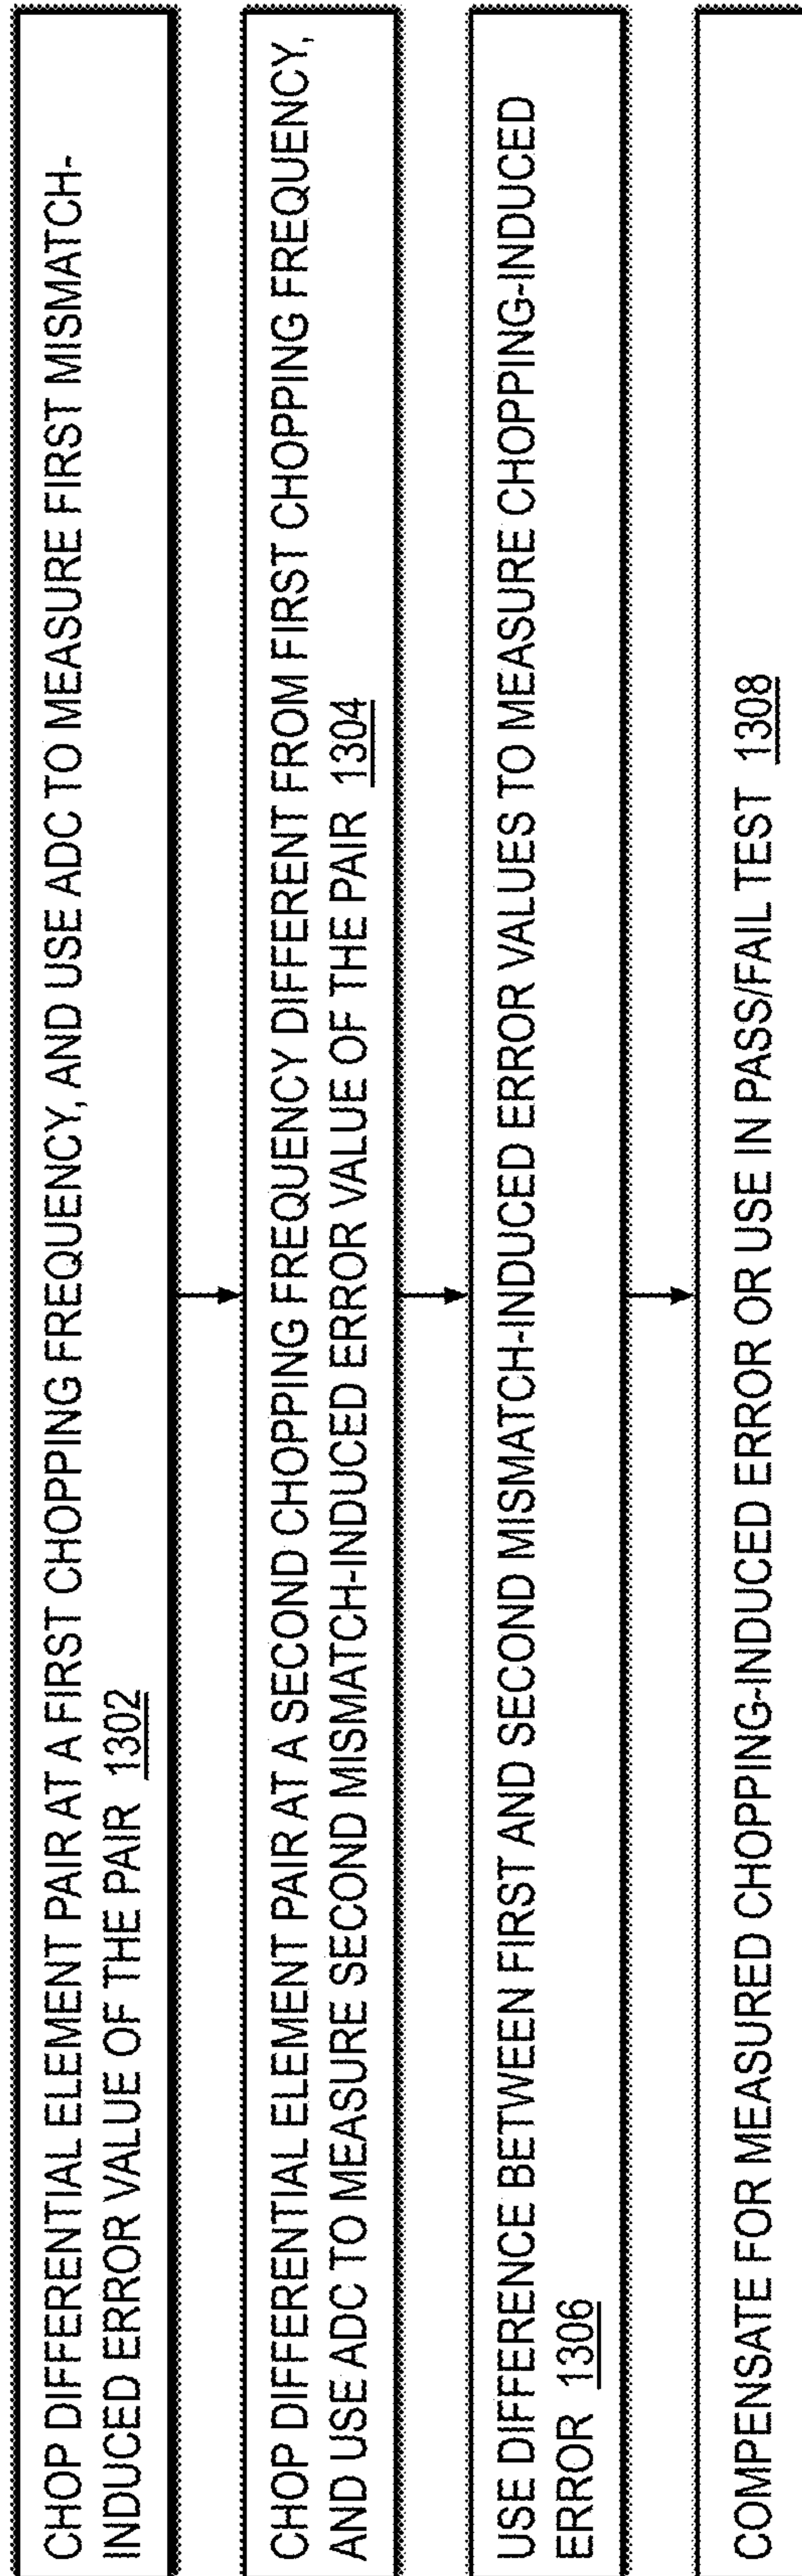 CHOP DIFFERENTIAL ELEMENT PAIR AT A FIRST CHOPPING FREQUENCY, AND USE ADC TO MEASURE FIRST MISMATCH-
INDUCED ERROR VALUE OF THE PAIR 1302
CHOP DIFFERENTIAL ELEMENT PAIR AT A SECOND CHOPPING FREQUENCY DIFFERENT FROM FIRST CHOPPING FREQUENCY,
AND USE ADC TO MEASURE SECOND MISMATCH-INDUCED ERROR VALUE OF THE PAIR 1304
USE DIFFERENCE BETWEEN FIRST AND SECOND MISMATCH-INDUCED ERROR VALUES TO MEASURE CHOPPING-INDUCED
ERROR 1306
COMPENSATE FOR MEASURED CHOPPING-INDUCED ERROR OR USE IN PASS/FAIL TEST 1308